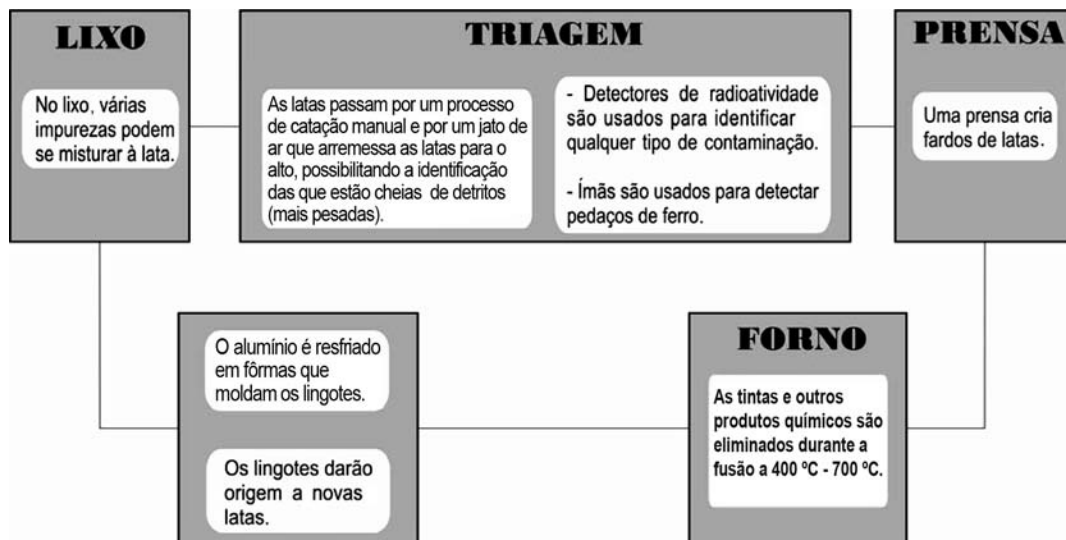 LIXO
No lixo, várias
impurezas podem
se misturar à lata.
TRIAGEM
As latas passam por um processo
de catação manual e por um jato de
ar que arremessa as latas para o
alto, possibilitando a identificação
das que estão cheias de detritos
(mais pesadas).
- Detectores de radioatividade
são usados para identificar
qualquer tipo de contaminação.
- Ímãs são usados para detectar
pedaços de ferro.
PRENSA
Uma prensa cria
fardos de latas.
FORNO
As tintas e outros
produtos químicos são
eliminados durante a
fusão a 400 ºC - 700 ºC.
O alumínio é resfriado
em fôrmas que
moldam os lingotes.
Os lingotes darão
origem a novas
latas.